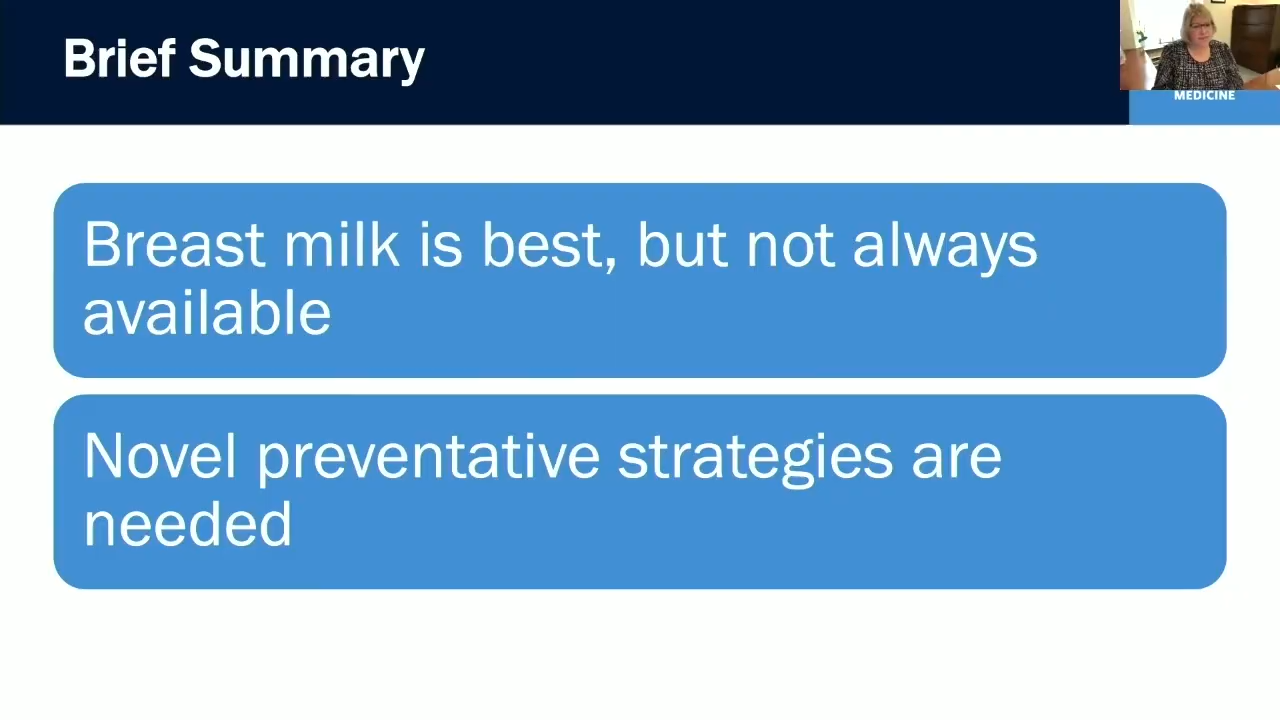 Brief Summary
MEDICINE
Breast milk is best, but not always
available
Novel preventative strategies are
needed